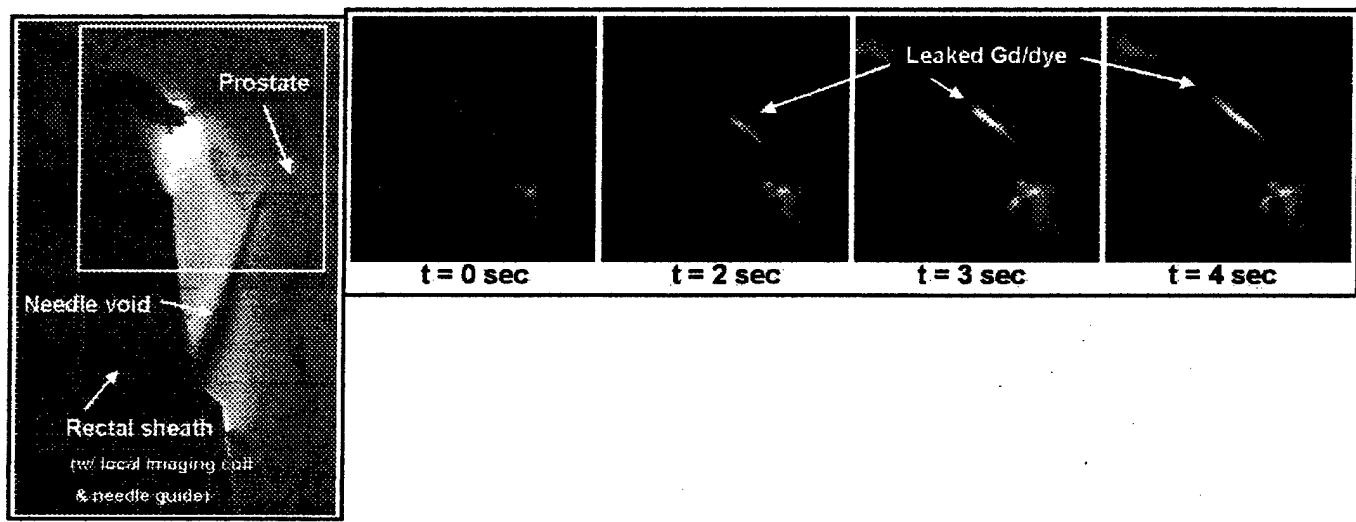 Prostate
Needle void
Rectal sheath
(w/ local imaging coil
& needle guide)
Leaked Gd/dye
t = 0 sec
t = 2 sec
t = 3 sec
t = 4 sec